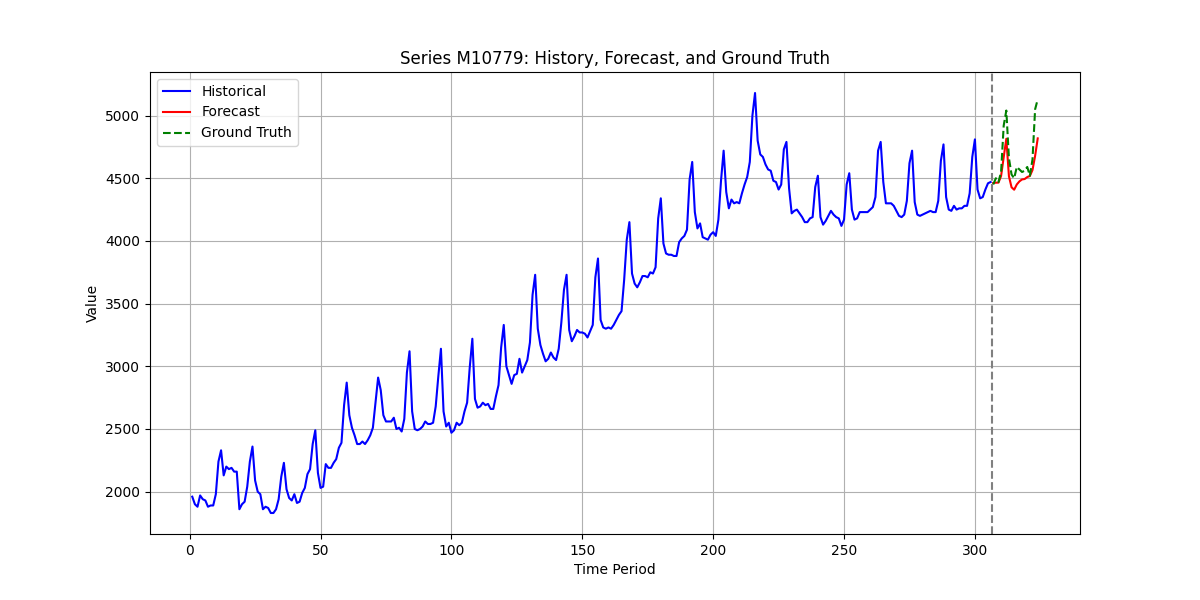 Series M10779: History, Forecast, and Ground Truth
Historical
Forecast
Ground Truth
5000
4500
4000
3500
3000
2500
2000
Value
0 50 100 150 200 250 300
Time Period